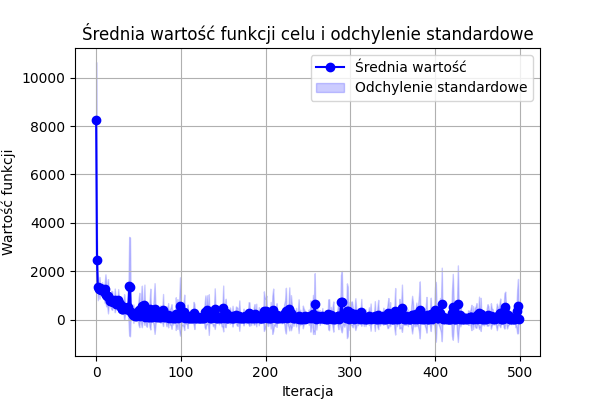 Średnia wartość funkcji celu i odchylenie standardowe
Średnia wartość
Odchylenie standardowe
Wartość funkcji
10000
8000
6000
4000
2000
0
0 100 200 300 400 500
Iteracja